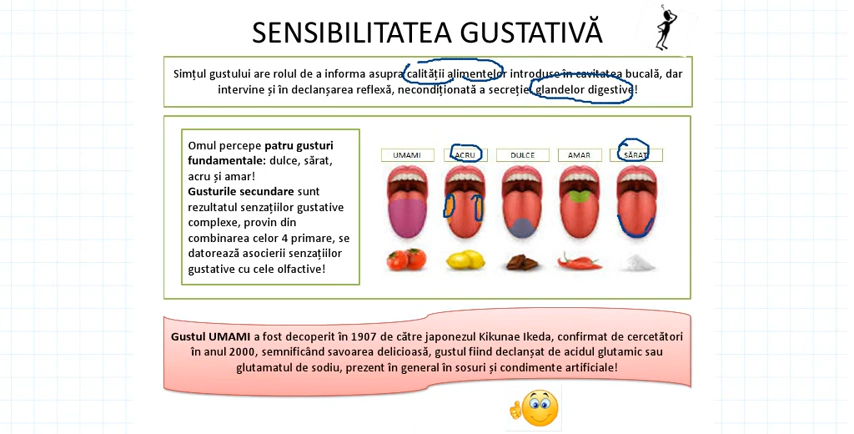 SENSIBILITATEA GUSTATIVĂ
Simțul gustului are rolul de a informa asupra calității alimentelor introduse în cavitatea bucală, dar
intervine și în declanșarea reflexă, necondiționată a secreției glandelor digestive!
Omul percepe patru gusturi
fundamentale: dulce, sărat,
acru și amar!
Gusturile secundare sunt
rezultatul senzațiilor gustative
complexe, provin din
combinarea celor 4 primare, se
datorează asocierii senzațiilor
gustative cu cele olfactive!
UMAMI ACRU DULCE AMAR SĂRAT
Gustul UMAMI a fost decoperit în 1907 de către japonezul Kikunae Ikeda, confirmat de cercetători
în anul 2000, semnificând savoarea delicioasă, gustul fiind declanșat de acidul glutamic sau
glutamatul de sodiu, prezent în general în sosuri și condimente artificiale!